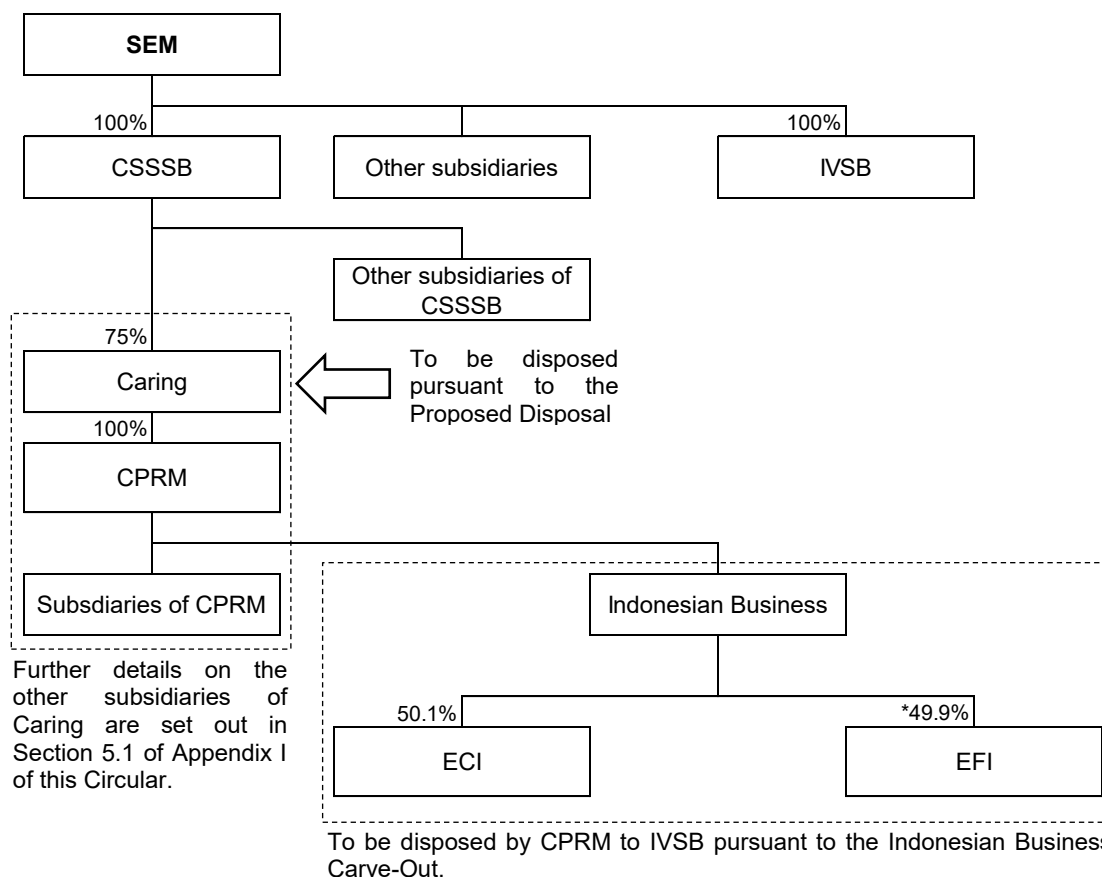 SEM
100%
100%
CSSSB
Other subsidiaries
IVSB
Other subsidiaries of
CSSSB
75%
Caring
To be disposed
pursuant to the
Proposed Disposal
100%
CPRM
Subsdiaries of CPRM
Indonesian Business
Further details on the
other subsidiaries of
Caring are set out in
Section 5.1 of Appendix I
of this Circular.
50.1%
*49.9%
ECI
EFI
To be disposed by CPRM to IVSB pursuant to the Indonesian Business
Carve-Out.